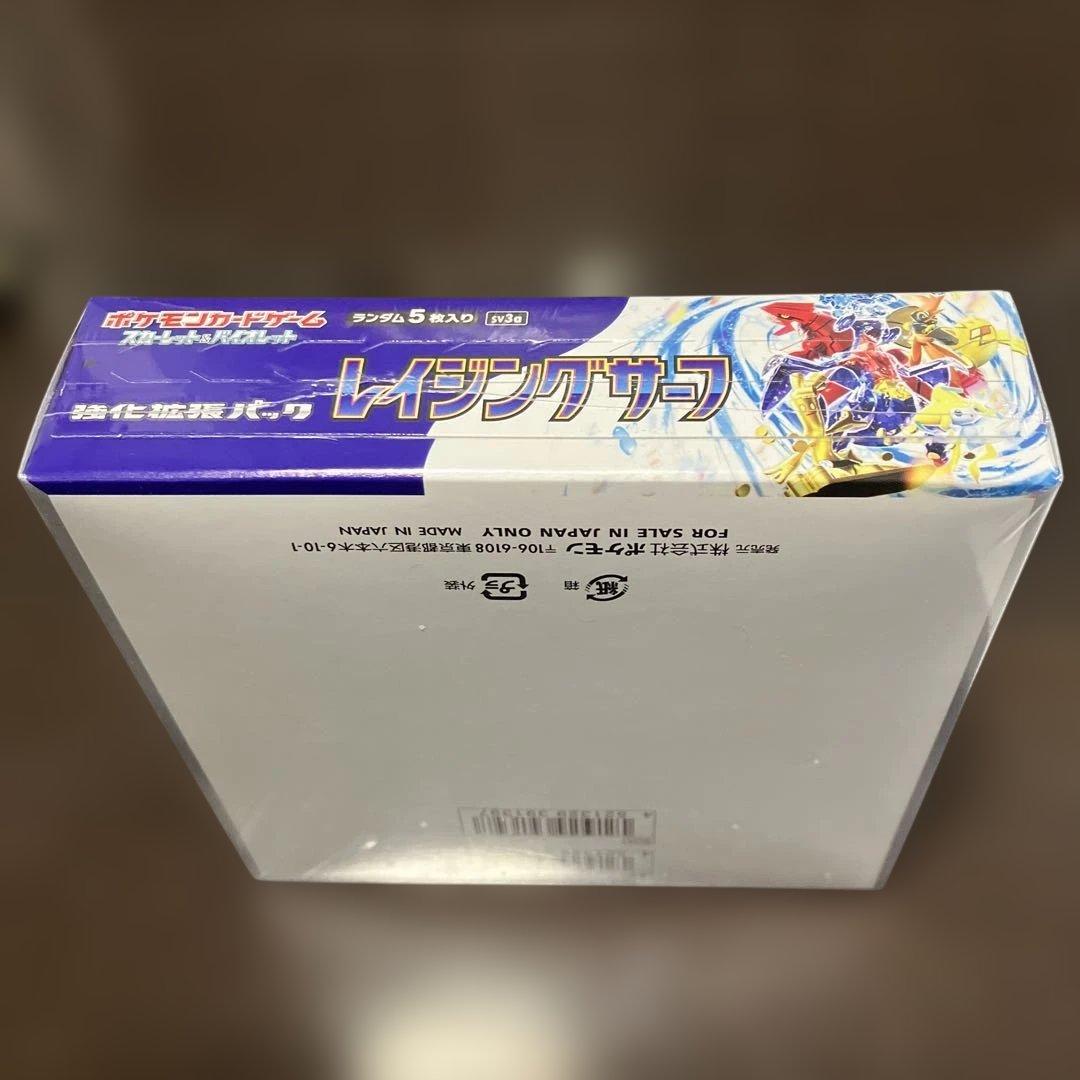 ポケモンカードゲーム
スカーレット&バイオレット
ランダム5枚入り sv3a
強化拡張パック レイジングサーフ
発売元 株式会社ポケモン 〒106-6108 東京都港区六本木6-10-1
FOR SALE IN JAPAN ONLY MADE IN JAPAN
箱 紙
外装 プラ